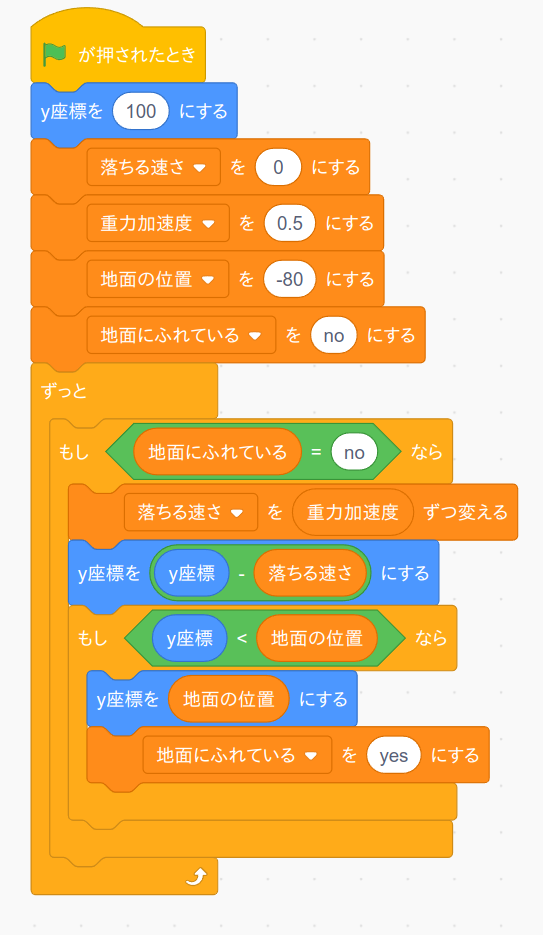 が押されたとき
y座標を 100 にする
落ちる速さ を 0 にする
重力加速度 を 0.5 にする
地面の位置 を -80 にする
地面にふれている を no にする
ずっと
もし 地面にふれている = no なら
落ちる速さ を 重力加速度 ずつ変える
y座標を y座標 - 落ちる速さ にする
もし y座標 < 地面の位置 なら
y座標を 地面の位置 にする
地面にふれている を yes にする